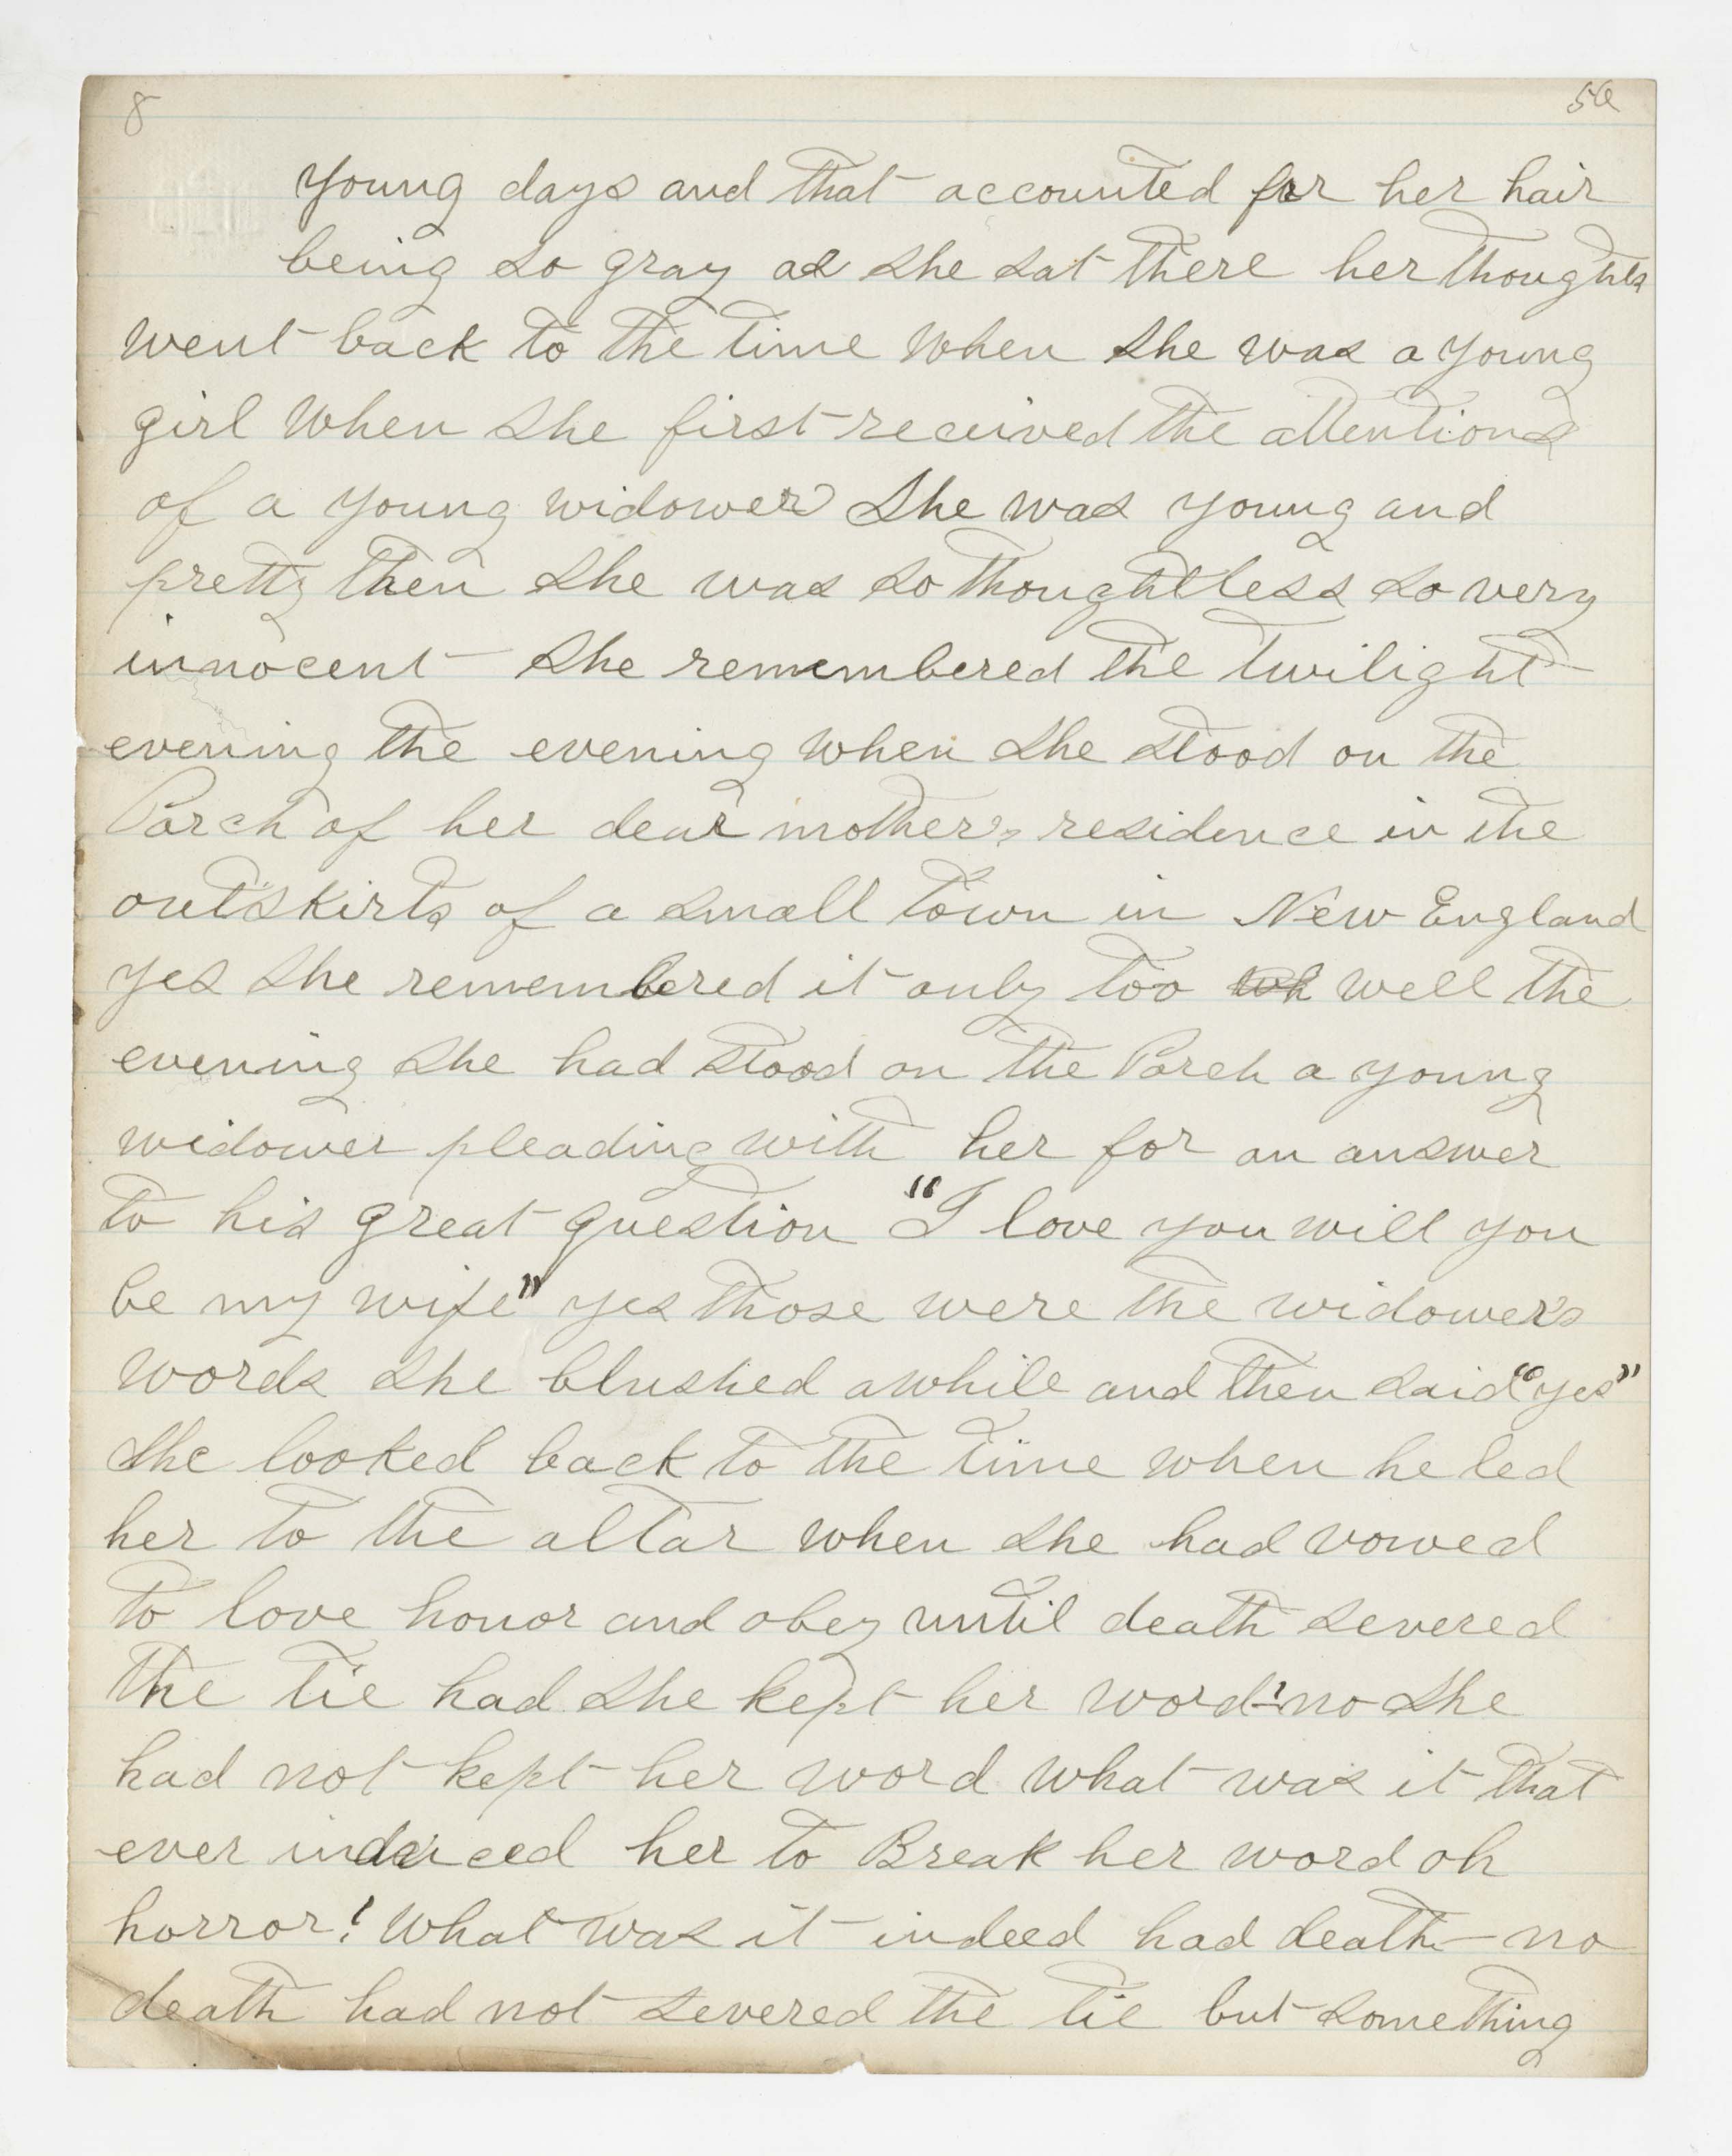 8 5a
Young days and that accounted for her hair
being so gray as she sat there her thoughts
went back to the time when she was a young
girl when she first received the attentions
of a young widower She was young and
pretty then she was so thoughtless so very
innocent she remembered the twilight
evening the evening when she stood on the
Porch of her dear mother's residence in the
outskirts of a small town in New England
yes she remembered it only too wh well the
evening she had stood on the Porch a young
widower pleading with her for an answer
to his great question "I love you will you
be my wife" yes those were the widower's
words she blushed awhile and then said "yes"
she looked back to the time when he led
her to the altar when she had vowed
to love honor and obey until death severed
the tie had she kept her word? no she
had not kept her word what was it that
ever induced her to Break her word oh
horror! What was it indeed had death no
death had not severed the tie but something